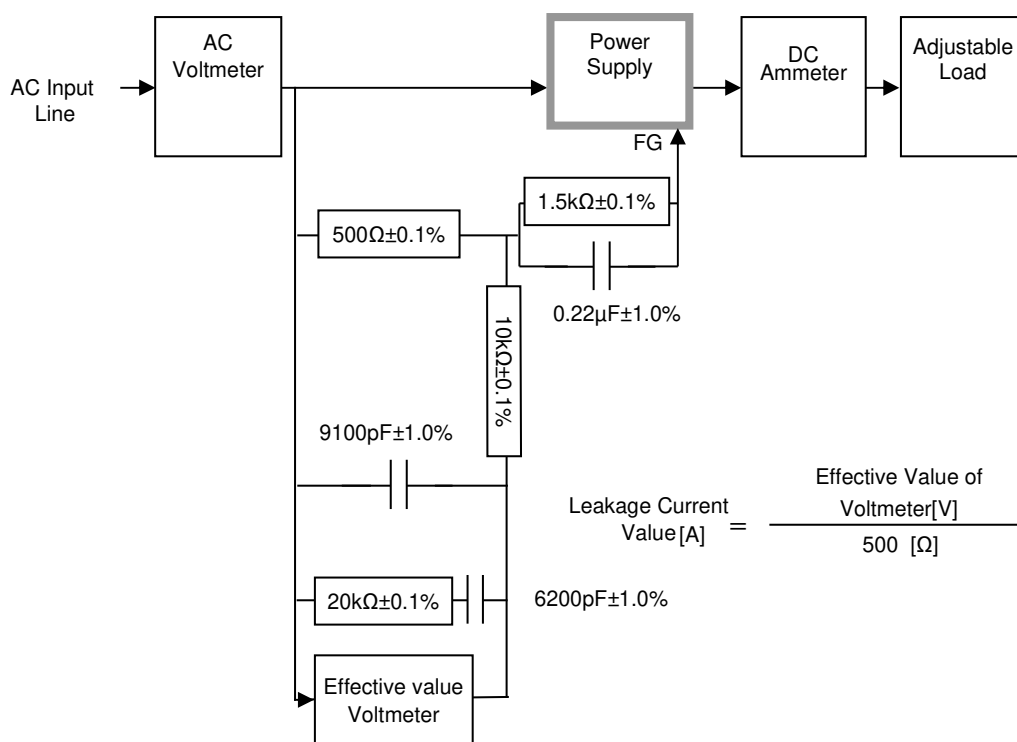 AC
Voltmeter
Power
Supply
DC
Ammeter
Adjustable
Load
AC Input
Line
FG
1.5kΩ±0.1%
500Ω±0.1%
0.22μF±1.0%
10kΩ±0.1%
9100pF±1.0%
Leakage Current
Value[A]
=
Effective Value of
Voltmeter[V]
500 [Ω]
20kΩ±0.1%
6200pF±1.0%
Effective value
Voltmeter